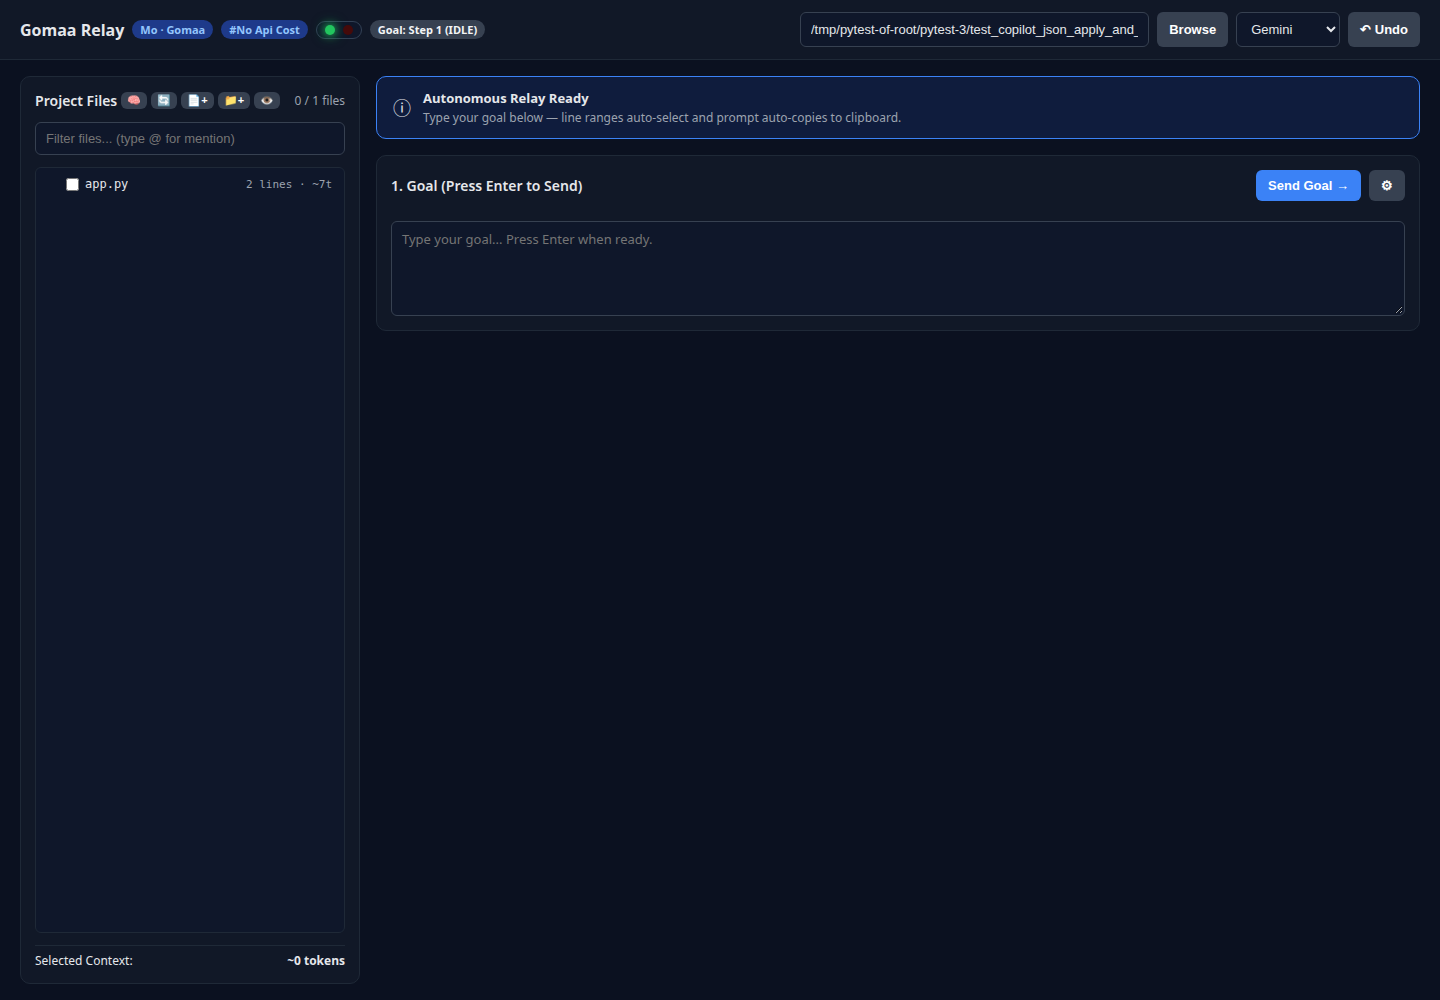 Gomaa Relay
Mo · Gomaa
#No Api Cost
Goal: Step 1 (IDLE)
/tmp/pytest-of-root/pytest-3/test_copilot_json_apply_and_
Browse
Gemini
↶ Undo
Project Files
0 / 1 files
Filter files... (type @ for mention)
app.py
2 lines · ~7t
Selected Context:
~0 tokens
Autonomous Relay Ready
Type your goal below — line ranges auto-select and prompt auto-copies to clipboard.
1. Goal (Press Enter to Send)
Send Goal →
Type your goal... Press Enter when ready.